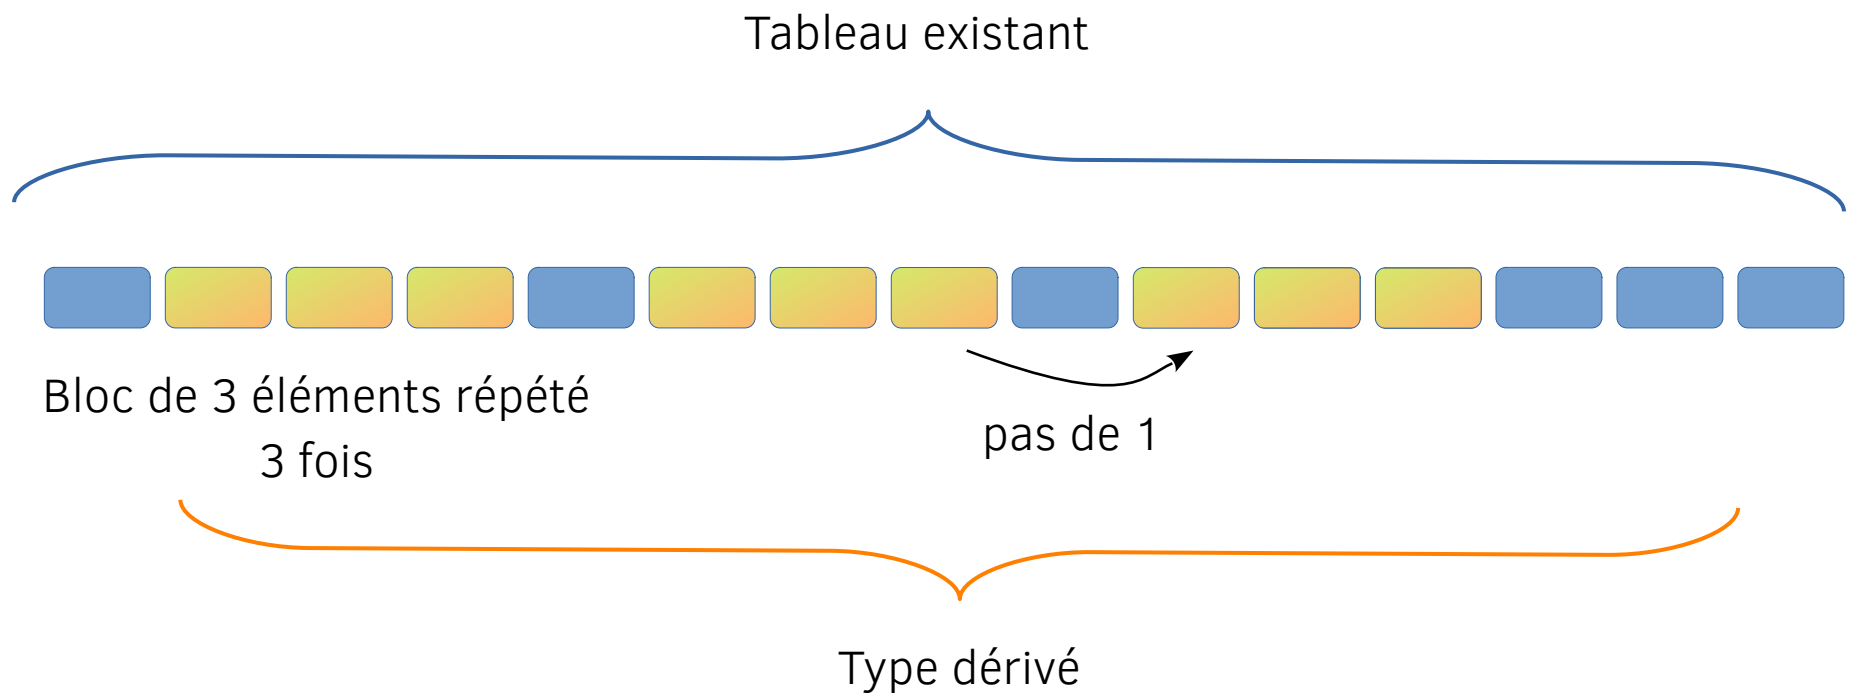 Tableau existant
Bloc de 3 éléments répété
3 fois
pas de 1
Type dérivé